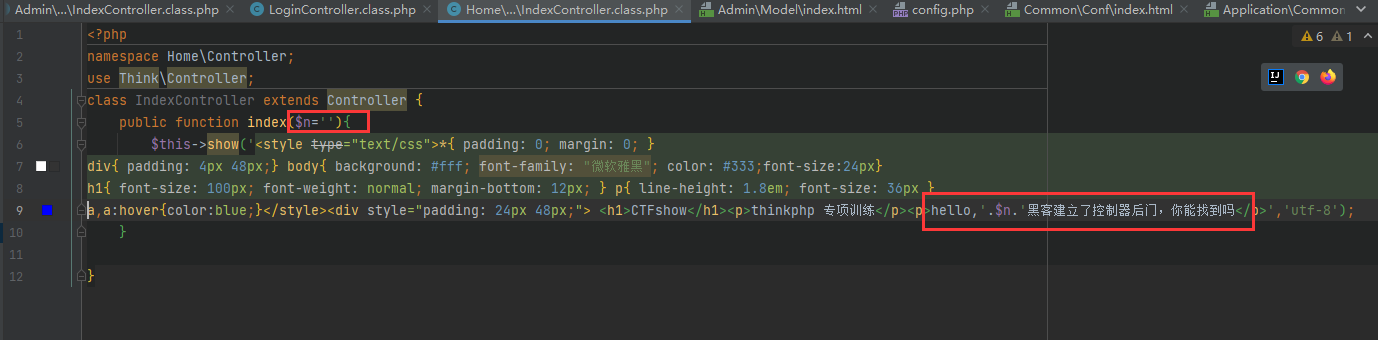 Admin\...\IndexController.class.php × LoginController.class.php × Home\...\IndexController.class.php × Admin\Model\index.html × config.php × Common\Conf\index.html × Application\Common
6 1
1 <?php
2 namespace Home\Controller;
3 use Think\Controller;
4 class IndexController extends Controller {
5 public function index($n=''){
6 $this->show('<style type="text/css">*{ padding: 0; margin: 0; }
7 div{ padding: 4px 48px;} body{ background: #fff; font-family: "微软雅黑"; color: #333;font-size:24px}
8 h1{ font-size: 100px; font-weight: normal; margin-bottom: 12px; } p{ line-height: 1.8em; font-size: 36px }
9 a,a:hover{color:blue;}</style><div style="padding: 24px 48px;"> <h1>CTFshow</h1><p>thinkphp 专项训练</p><p>hello,'.$n.'黑客建立了控制器后门，你能找到吗</p>','utf-8');
10 }
11
12 }